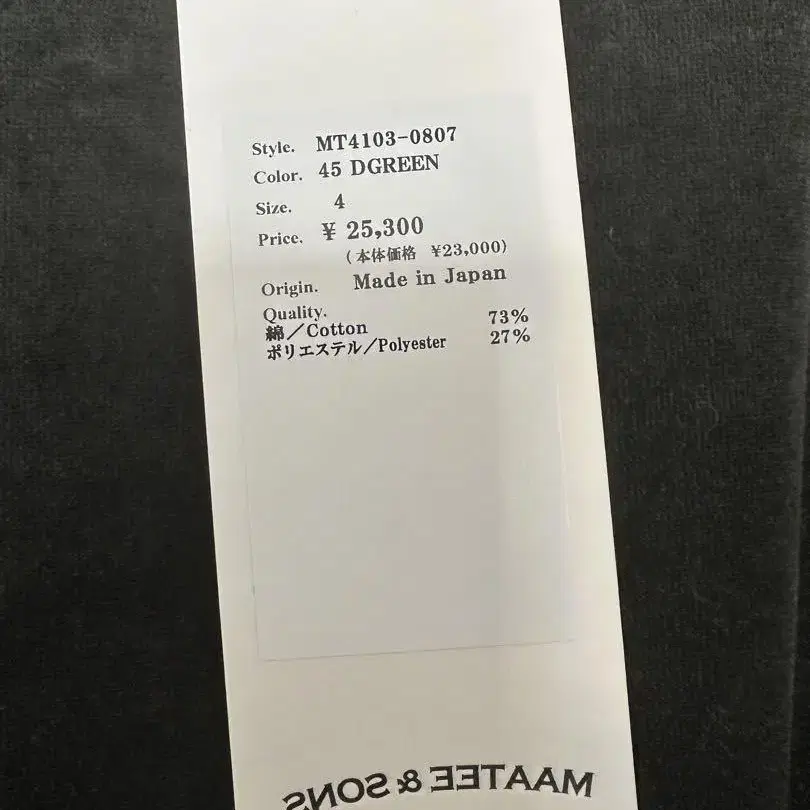 Style. MT4103-0807
Color. 45 DGREEN
Size. 4
Price. ¥ 25,300
(本体価格 ¥23,000)
Origin. Made in Japan
Quality.
綿/Cotton 73%
ポリエステル/Polyester 27%
MAATEE & SONS